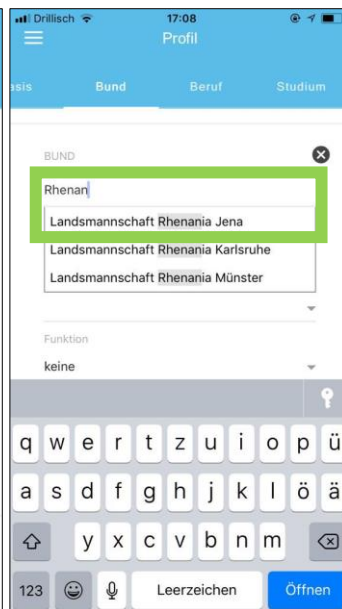 Drillisch 17:08
Profil
asis Bund Beruf Studium
BUND
Rhenan
Landsmannschaft Rhenania Jena
Landsmannschaft Rhenania Karlsruhe
Landsmannschaft Rhenania Münster
Funktion
keine
q w e r t z u i o p ü
a s d f g h j k l ö ä
y x c v b n m
123 Leerzeichen Öffnen